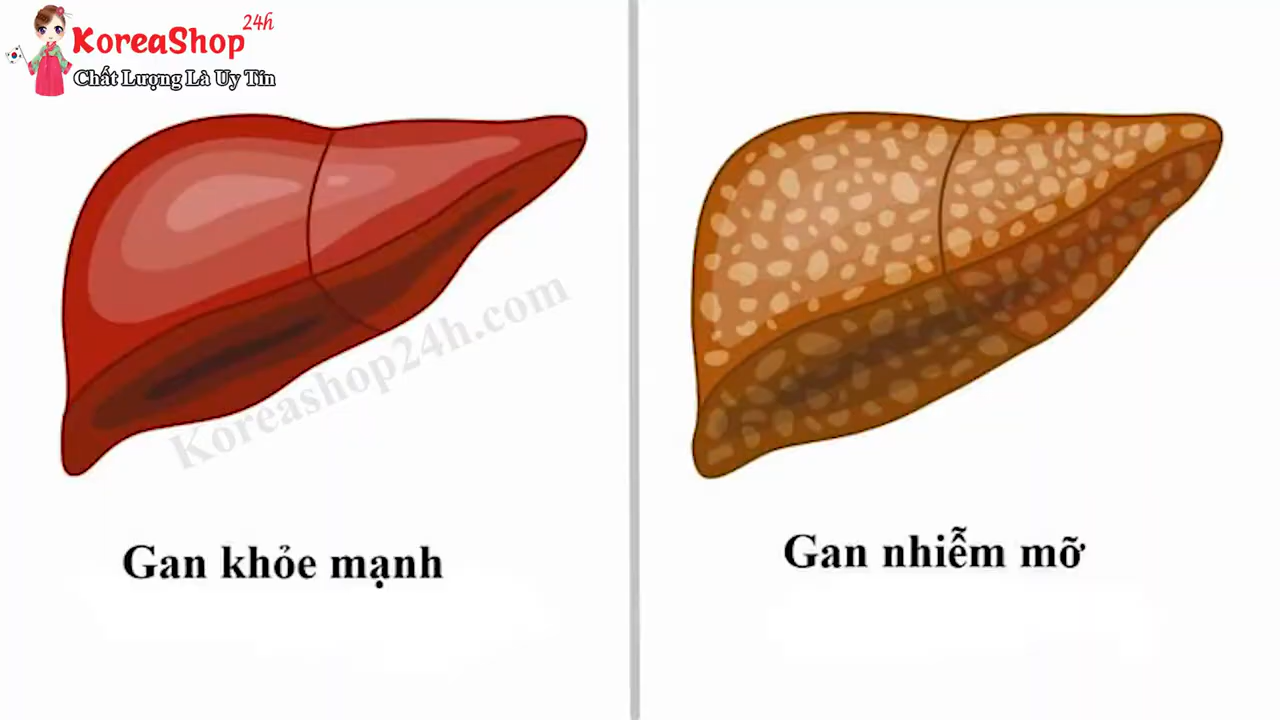 KoreaShop 24h
Chất Lượng Là Uy Tín
Koreashop24h.com
Gan khỏe mạnh
Gan nhiễm mỡ